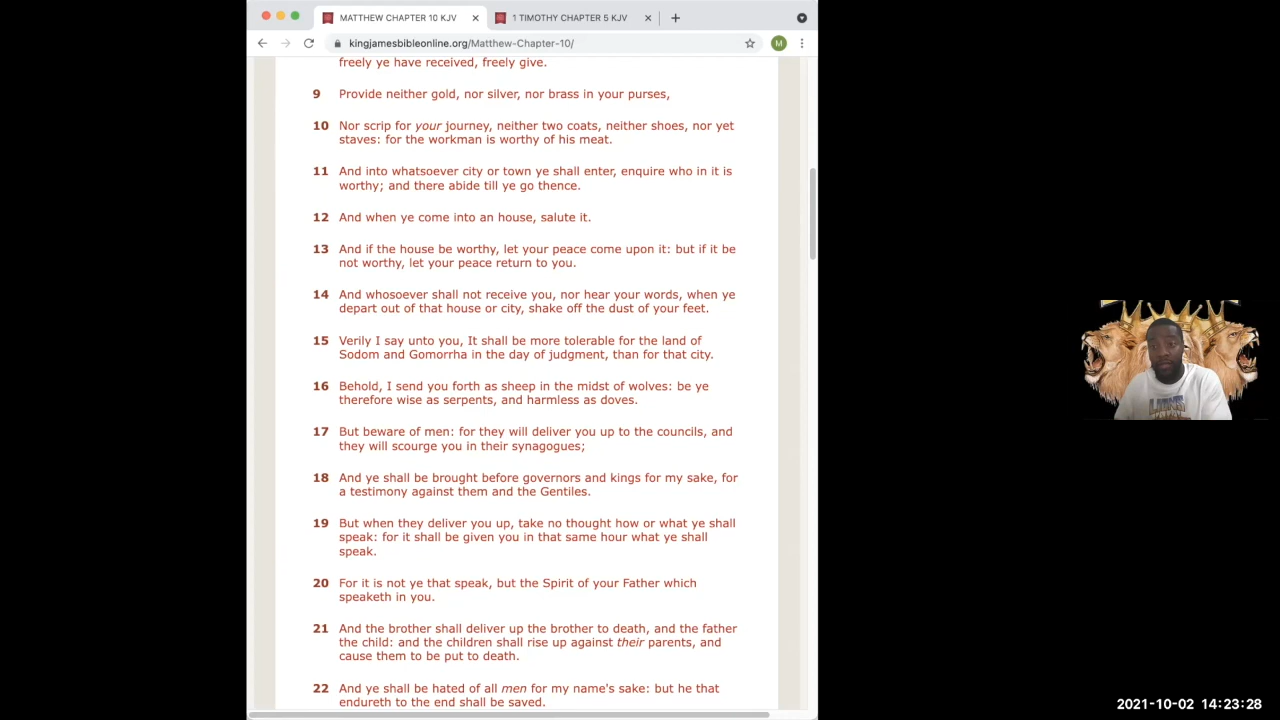 MATTHEW CHAPTER 10 KJV
1 TIMOTHY CHAPTER 5 KJV
kingjamesbibleonline.org/Matthew-Chapter-10/
M
freely ye have received, freely give.
9 Provide neither gold, nor silver, nor brass in your purses,
10 Nor scrip for your journey, neither two coats, neither shoes, nor yet
staves: for the workman is worthy of his meat.
11 And into whatsoever city or town ye shall enter, enquire who in it is
worthy; and there abide till ye go thence.
12 And when ye come into an house, salute it.
13 And if the house be worthy, let your peace come upon it: but if it be
not worthy, let your peace return to you.
14 And whosoever shall not receive you, nor hear your words, when ye
depart out of that house or city, shake off the dust of your feet.
15 Verily I say unto you, It shall be more tolerable for the land of
Sodom and Gomorrha in the day of judgment, than for that city.
16 Behold, I send you forth as sheep in the midst of wolves: be ye
therefore wise as serpents, and harmless as doves.
17 But beware of men: for they will deliver you up to the councils, and
they will scourge you in their synagogues;
18 And ye shall be brought before governors and kings for my sake, for
a testimony against them and the Gentiles.
19 But when they deliver you up, take no thought how or what ye shall
speak: for it shall be given you in that same hour what ye shall
speak.
20 For it is not ye that speak, but the Spirit of your Father which
speaketh in you.
21 And the brother shall deliver up the brother to death, and the father
the child: and the children shall rise up against their parents, and
cause them to be put to death.
22 And ye shall be hated of all men for my name's sake: but he that
endureth to the end shall be saved.
2021-10-02 14:23:28